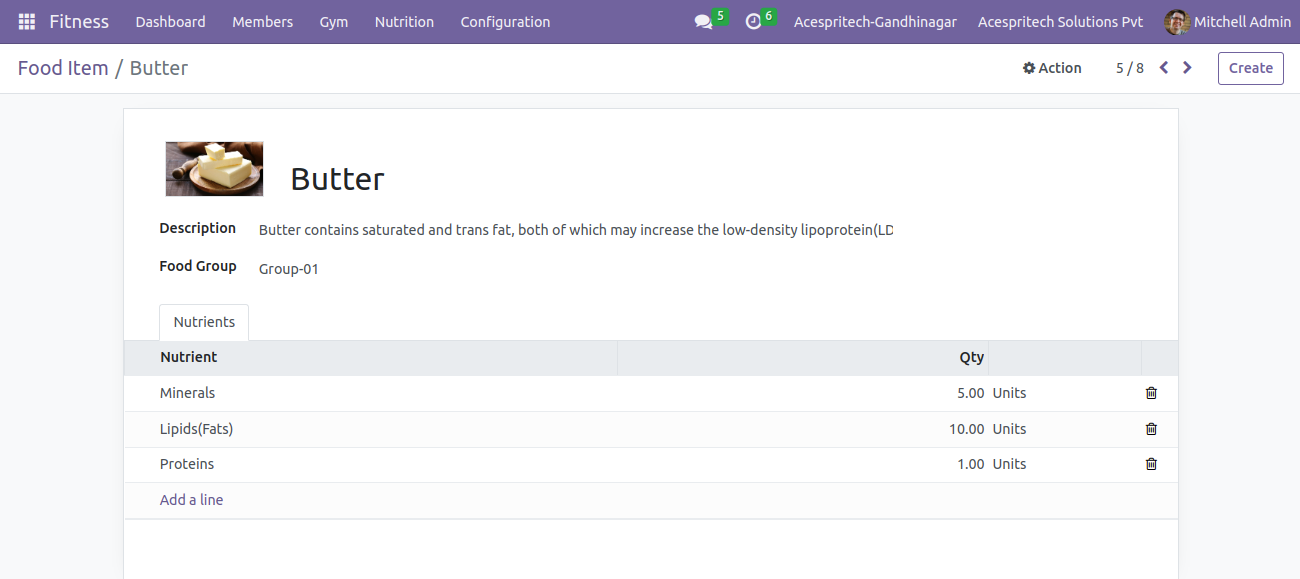 Fitness Dashboard Members Gym Nutrition Configuration 5 6 Acespritech-Gandhinagar Acespritech Solutions Pvt Mitchell Admin
Food Item / Butter Action 5 / 8 Create
Butter
Description Butter contains saturated and trans fat, both of which may increase the low-density lipoprotein(LD
Food Group Group-01
Nutrients
Nutrient Qty
Minerals 5.00 Units
Lipids(Fats) 10.00 Units
Proteins 1.00 Units
Add a line